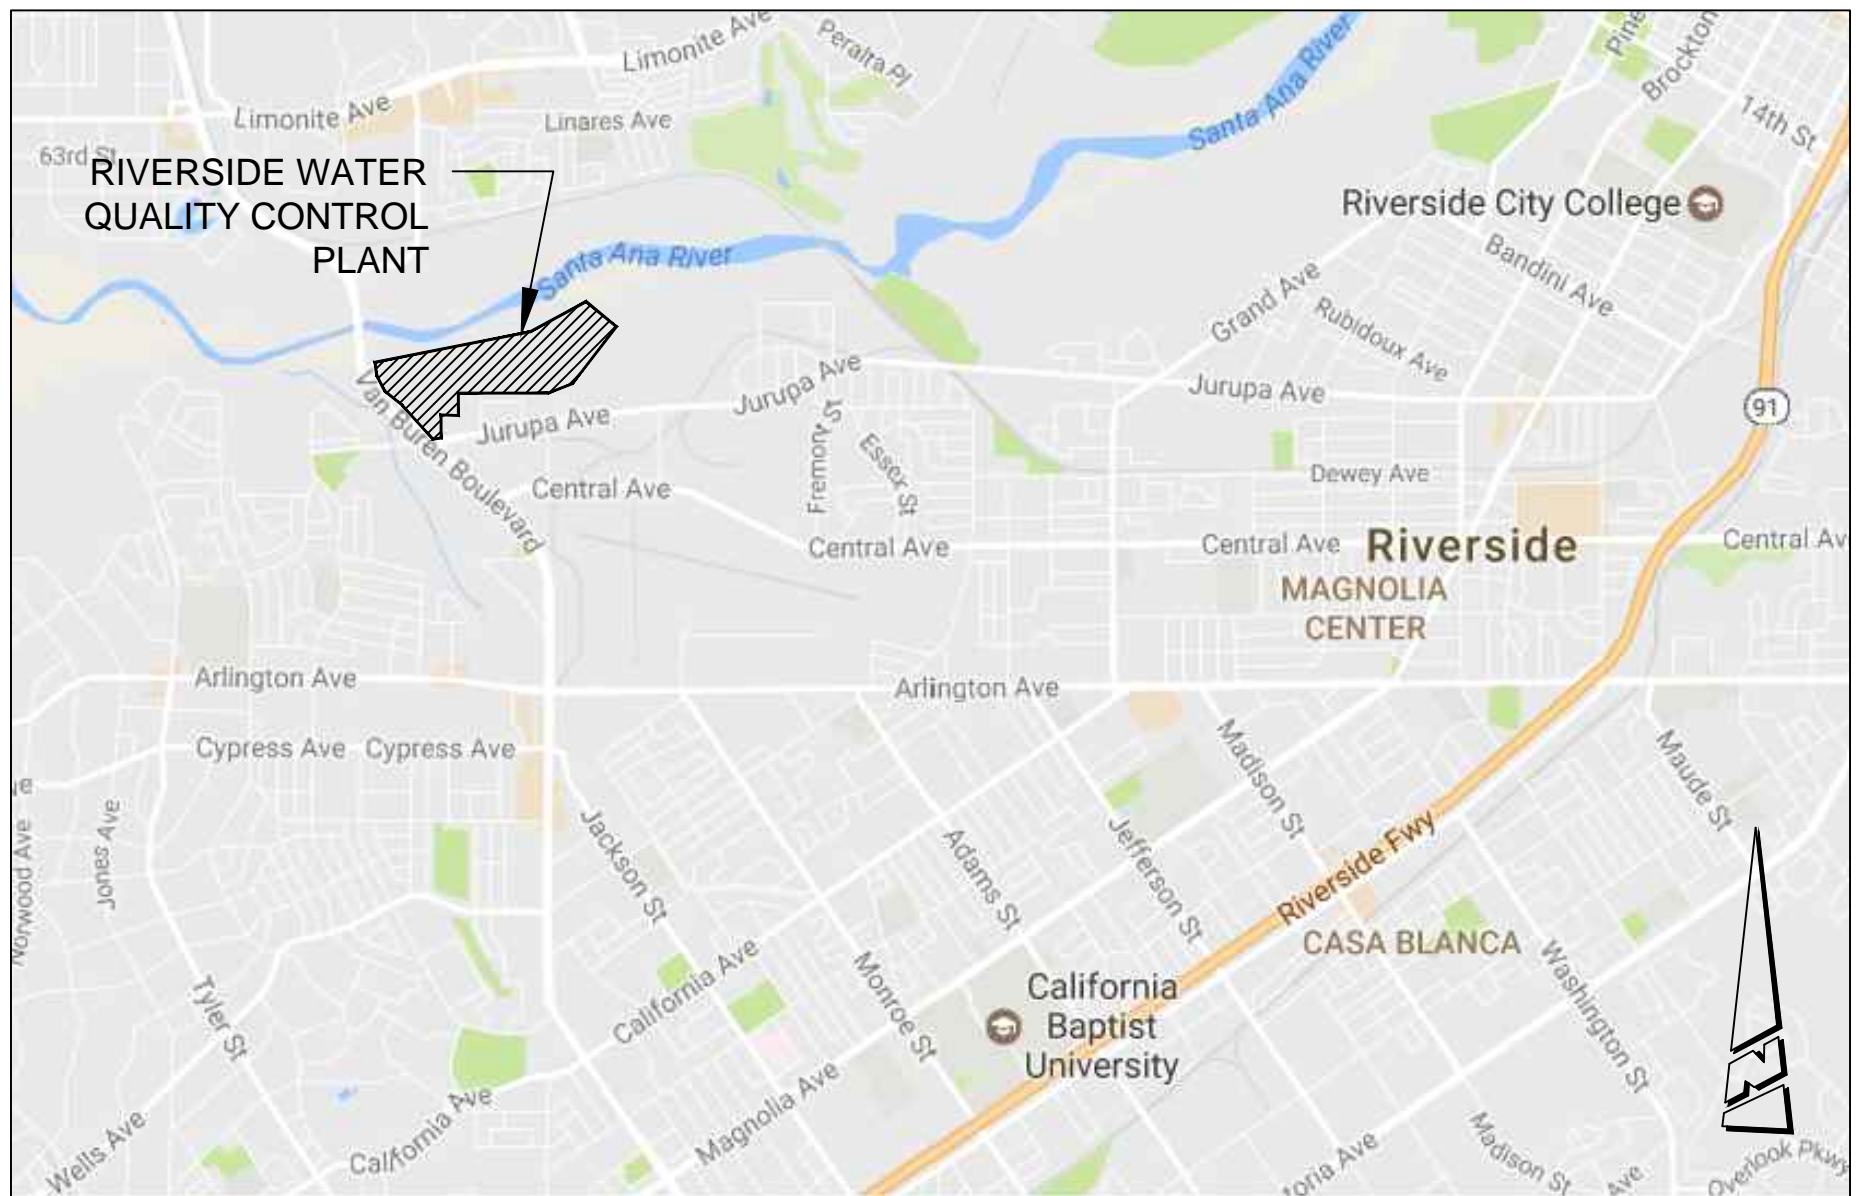 Limonite Ave
Peralta Pl
Santa Ana River
Pine
Brockton
14th St
Limonite Ave
Linares Ave
63rd St
RIVERSIDE WATER
QUALITY CONTROL
PLANT
Santa Ana River
Riverside City College
Bandini Ave
Grand Ave
Rubidoux Ave
Jurupa Ave
Jurupa Ave
Jurupa Ave
91
Van Buren Boulevard
Fremory St
Essex St
Dewey Ave
Central Ave
Central Ave
Central Ave
Riverside
Central Av
MAGNOLIA
CENTER
Arlington Ave
Arlington Ave
Cypress Ave
Cypress Ave
Madison St
Maude St
Norwood Ave
Jones Ave
Jackson St
Adams St
Jefferson St
Riverside Fwy
CASA BLANCA
Washington St
Tyler St
California Ave
Monroe St
California
Baptist
University
Magnolia Ave
California Ave
Wells Ave
toria Ave
Madison St
Ave
Overlook Pkwy